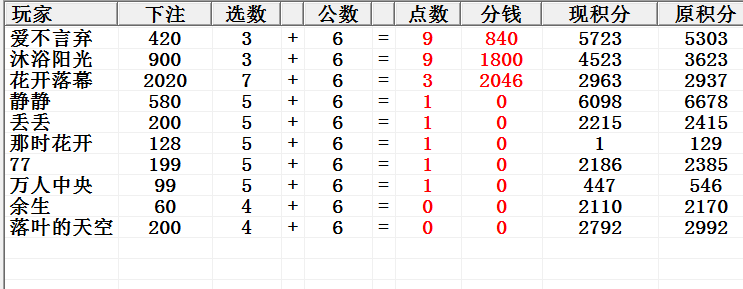 玩家 下注 选数 公数 点数 分钱 现积分 原积分
爱不言弃 420 3 + 6 = 9 840 5723 5303
沐浴阳光 900 3 + 6 = 9 1800 4523 3623
花开落幕 2020 7 + 6 = 3 2046 2963 2937
静静 580 5 + 6 = 1 0 6098 6678
丢丢 200 5 + 6 = 1 0 2215 2415
那时花开 128 5 + 6 = 1 0 1 129
77 199 5 + 6 = 1 0 2186 2385
万人中央 99 5 + 6 = 1 0 447 546
余生 60 4 + 6 = 0 0 2110 2170
落叶的天空 200 4 + 6 = 0 0 2792 2992